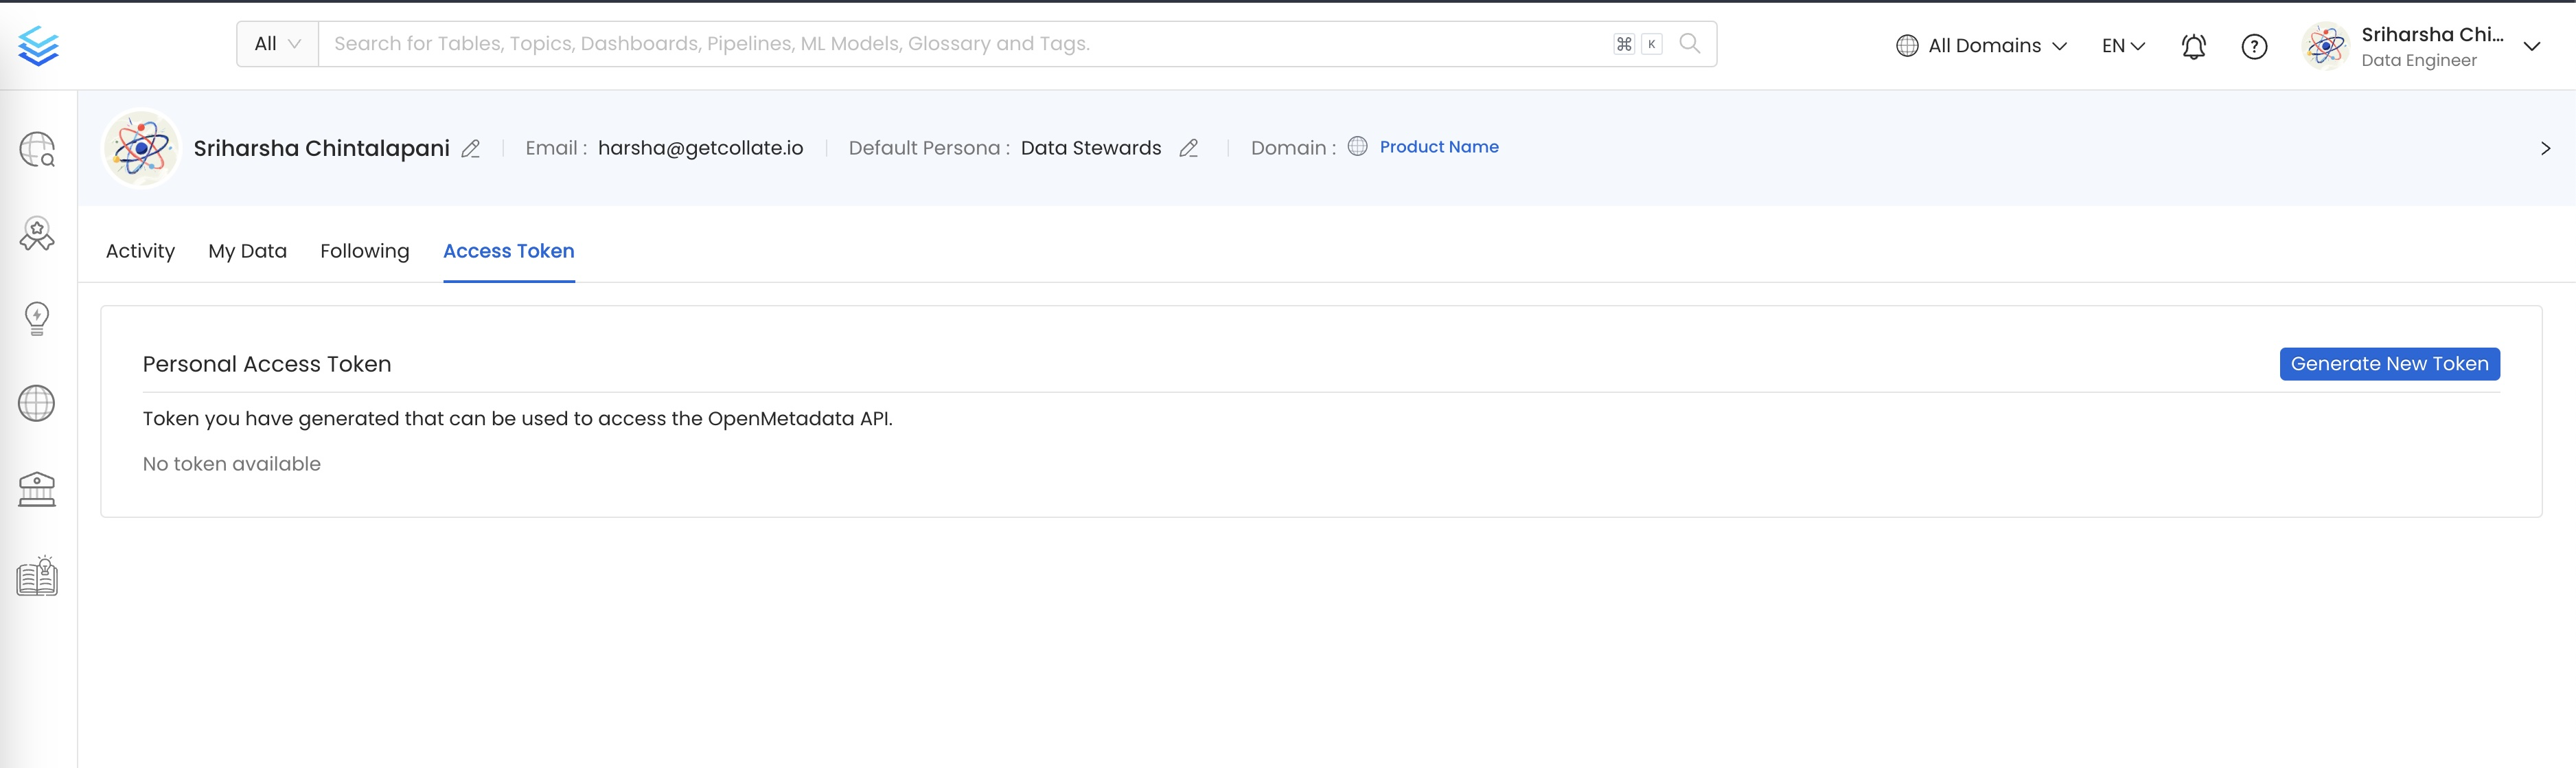 All
Search for Tables, Topics, Dashboards, Pipelines, ML Models, Glossary and Tags.
⌘ K
All Domains
EN
?
Sriharsha Chi...
Data Engineer
Sriharsha Chintalapani
Email : harsha@getcollate.io
Default Persona : Data Stewards
Domain : Product Name
Activity My Data Following Access Token
Personal Access Token
Generate New Token
Token you have generated that can be used to access the OpenMetadata API.
No token available